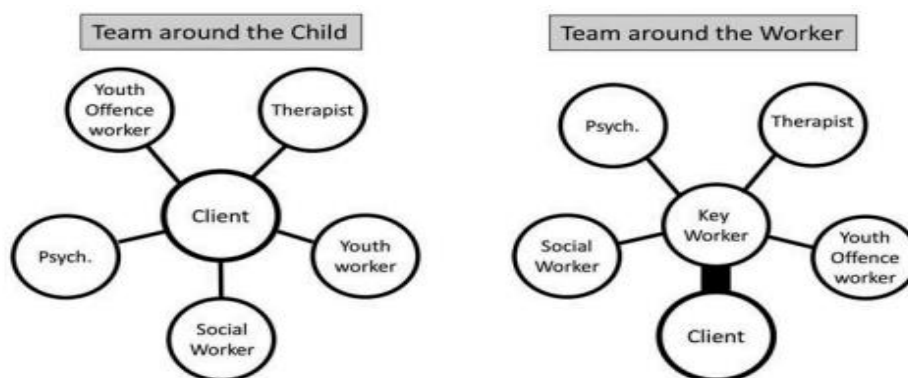 Team around the Child
Youth
Offence
worker
Therapist
Client
Psych.
Youth
worker
Social
Worker
Team around the Worker
Psych.
Therapist
Key
Worker
Social
Worker
Youth
Offence
worker
Client